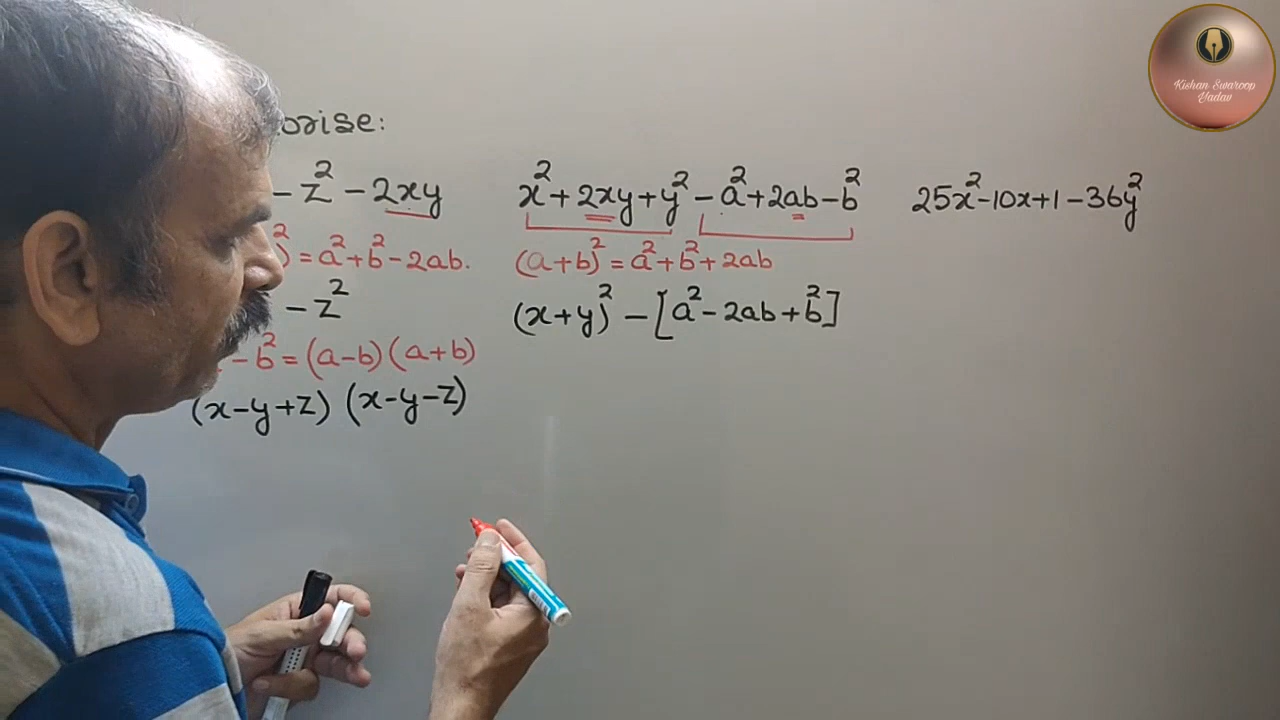 orise:
- z² - 2xy
²) = a² + b² - 2ab.
- z²
- b² = (a-b) (a+b)
(x-y+z) (x-y-z)
x² + 2xy + y² - a² + 2ab - b²
(a+b)² = a² + b² + 2ab
(x+y)² - [a² - 2ab + b²]
25x² - 10x + 1 - 36y²
Kishan Swaroop
Yadav